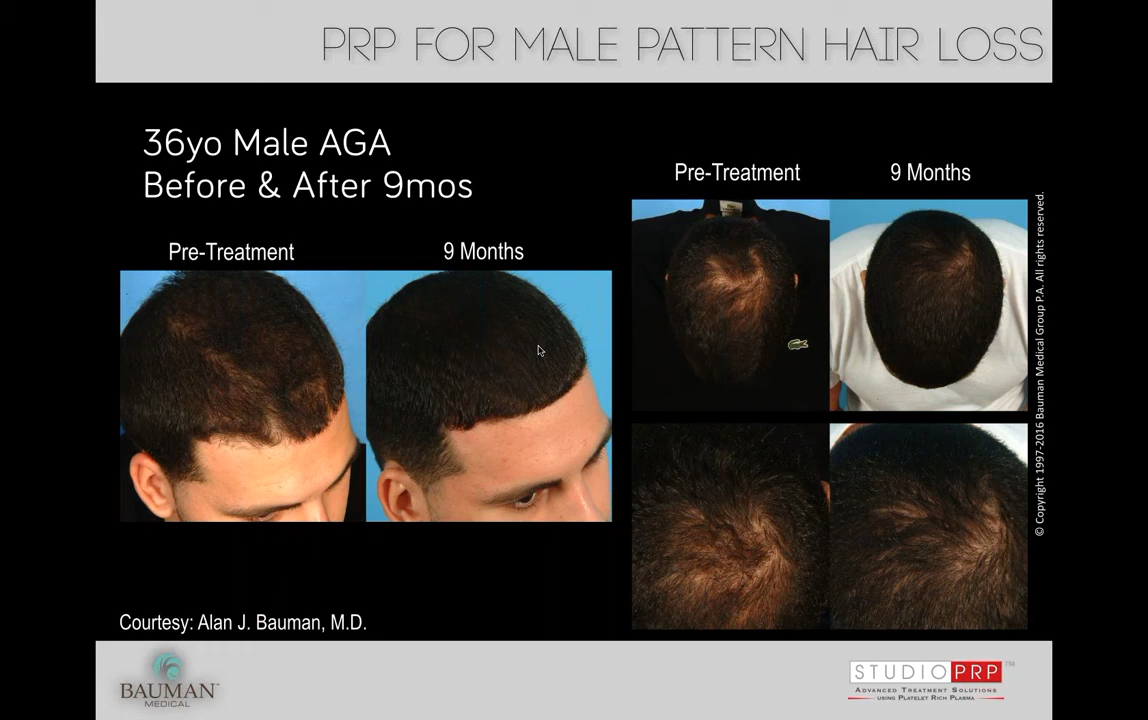 PRP FOR MALE PATTERN HAIR LOSS
36yo Male AGA
Before & After 9mos
Pre-Treatment
9 Months
Pre-Treatment
9 Months
© Copyright 1997-2016 Bauman Medical Group P.A. All rights reserved.
Courtesy: Alan J. Bauman, M.D.
BAUMAN™
MEDICAL
STUDIO PRP™
ADVANCED TREATMENT SOLUTIONS
USING PLATELET RICH PLASMA